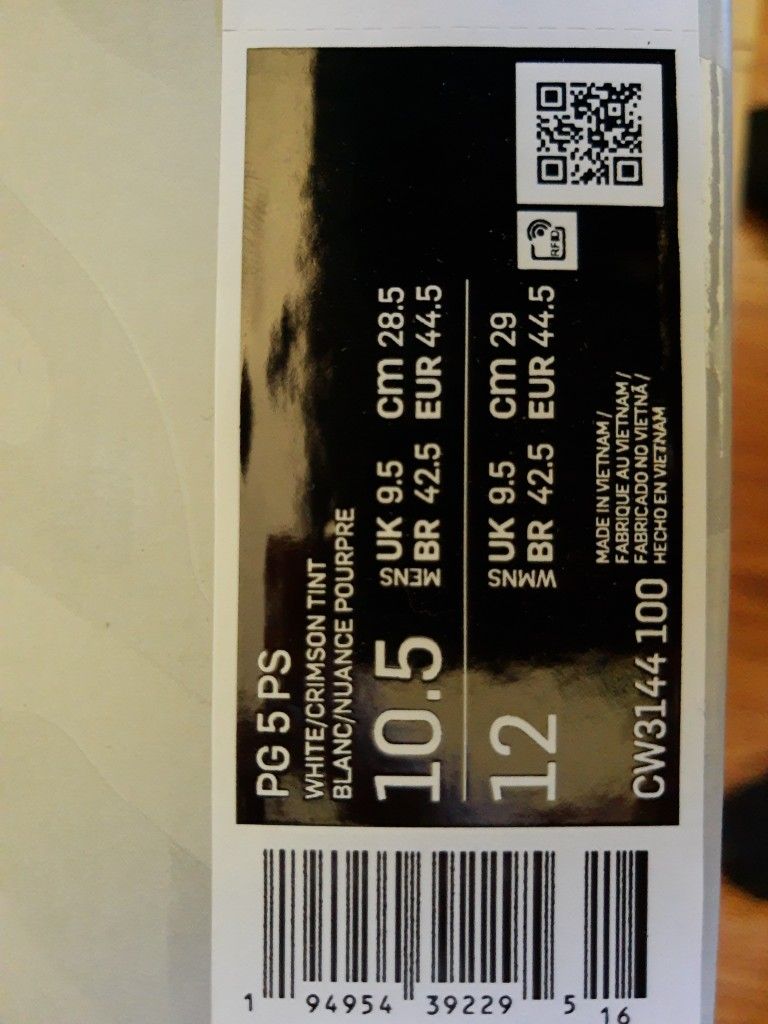 PG 5 PS
WHITE/CRIMSON TINT
BLANC/NUANCE POURPRE
10.5
MENS
UK 9.5 cm 28.5
BR 42.5 EUR 44.5
12
WMNS
UK 9.5 cm 29
BR 42.5 EUR 44.5
RFID
MADE IN VIETNAM /
FABRIQUE AU VIETNAM /
FABRICADO NO VIETNÃ /
HECHO EN VIETNAM
CW3144 100
1 94954 39229 5 16